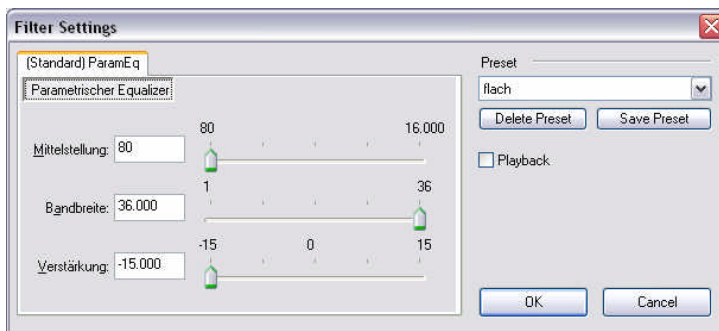 Filter Settings
(Standard) ParamEq
Parametrischer Equalizer
80 16.000
Mittelstellung: 80
1 36
Bandbreite: 36.000
-15 0 15
Verstärkung: -15.000
Preset
flach
Delete Preset Save Preset
Playback
OK Cancel